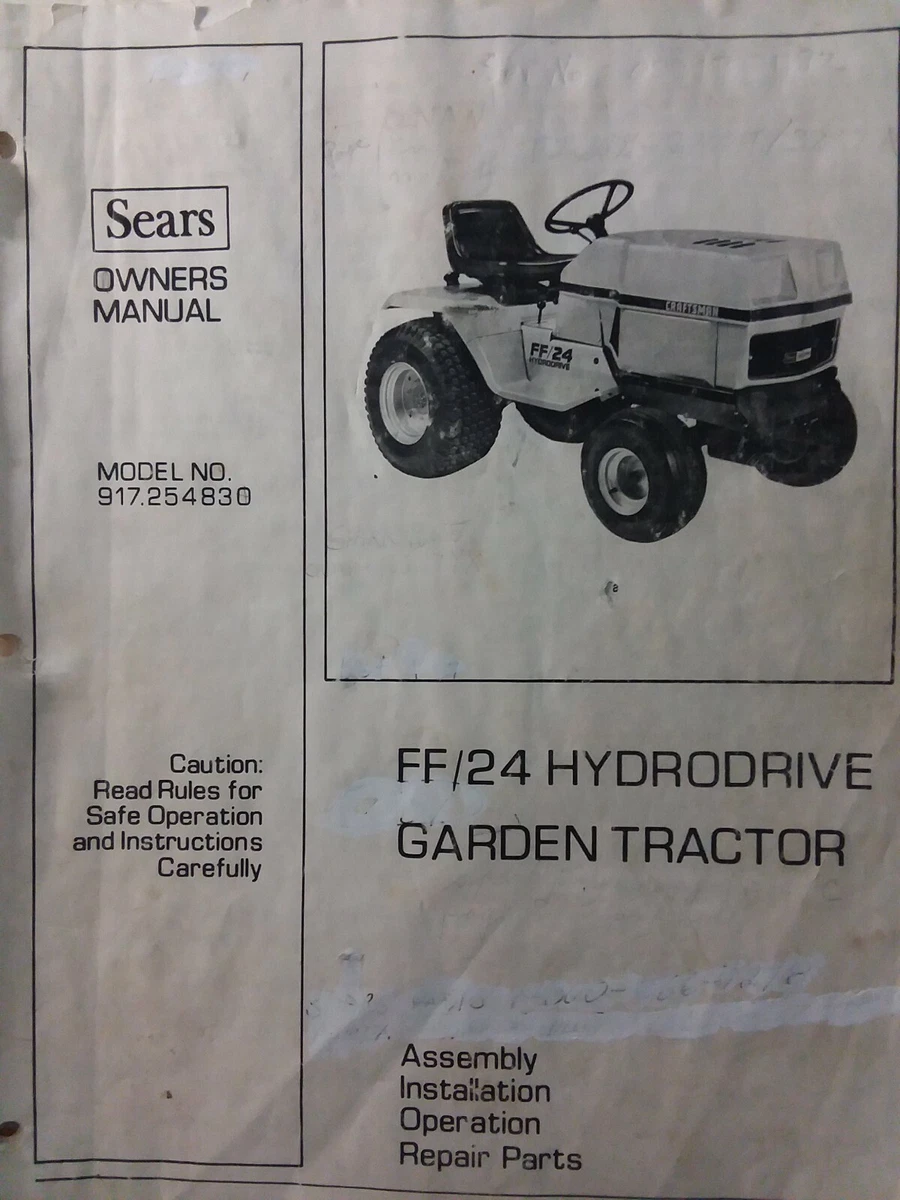 Sears
OWNERS
MANUAL
MODEL NO.
917.254830
Caution:
Read Rules for
Safe Operation
and Instructions
Carefully
CRAFTSMAN
FF/24
HYDRODRIVE
FF/24 HYDRODRIVE
GARDEN TRACTOR
Assembly
Installation
Operation
Repair Parts